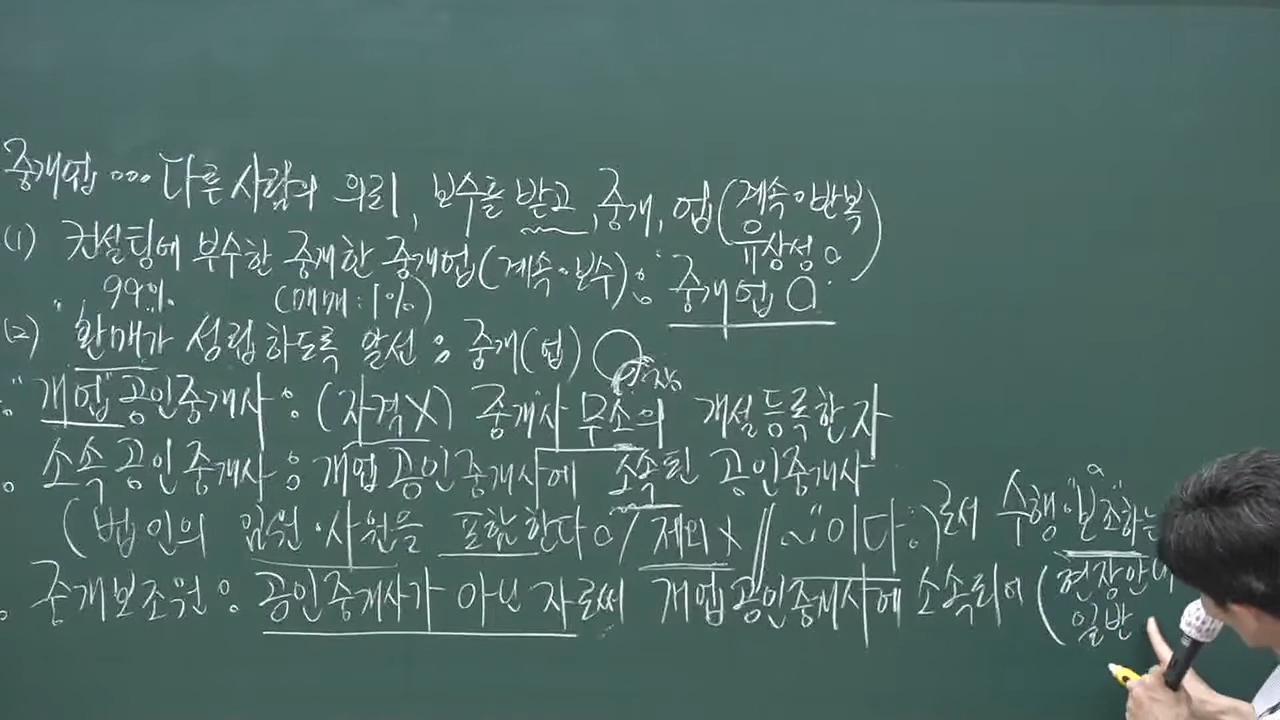 중개업 ... 다른 사람의 의뢰, 보수를 받고, 중개, 업(계속·반복
영상성 o)
(1) 컨설팅에 부수한 중개한 중개업(계속·보수) : 중개업 O
99%. (매매:1%)
(2) "환매가 성립하도록 알선 : 중개(업) O
"개업"공인중개사 : (자격X) 중개사무소의 개설등록한 자
소속공인중개사 : 개업공인중개사에 소속된 공인중개사
(법인의 임원·사원을 포함한다 o / 제외 X // ~"이다.)로서 수행 "보조하는
중개보조원 : 공인중개사가 아닌 자로써 개업공인중개사에 소속되어 (현장안내
일반